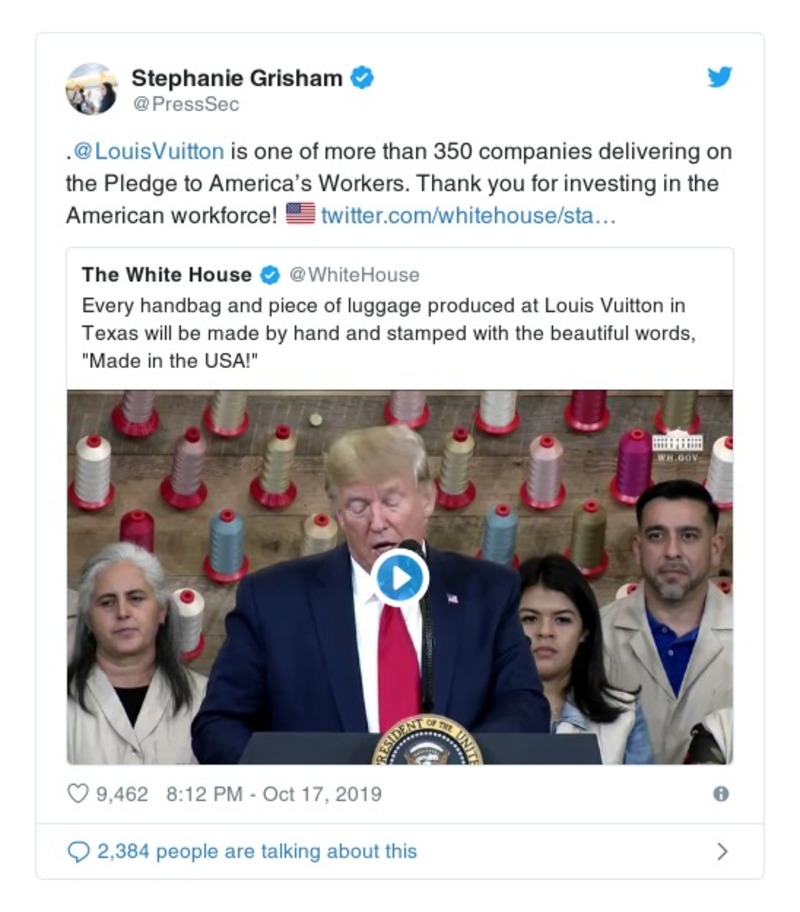 Stephanie Grisham
@PressSec
.@LouisVuitton is one of more than 350 companies delivering on
the Pledge to America’s Workers. Thank you for investing in the
American workforce! 🇺🇸 twitter.com/whitehouse/sta…
The White House @WhiteHouse
Every handbag and piece of luggage produced at Louis Vuitton in
Texas will be made by hand and stamped with the beautiful words,
"Made in the USA!"
WH.GOV
PRESIDENT OF THE UNITE
9,462 8:12 PM - Oct 17, 2019
2,384 people are talking about this